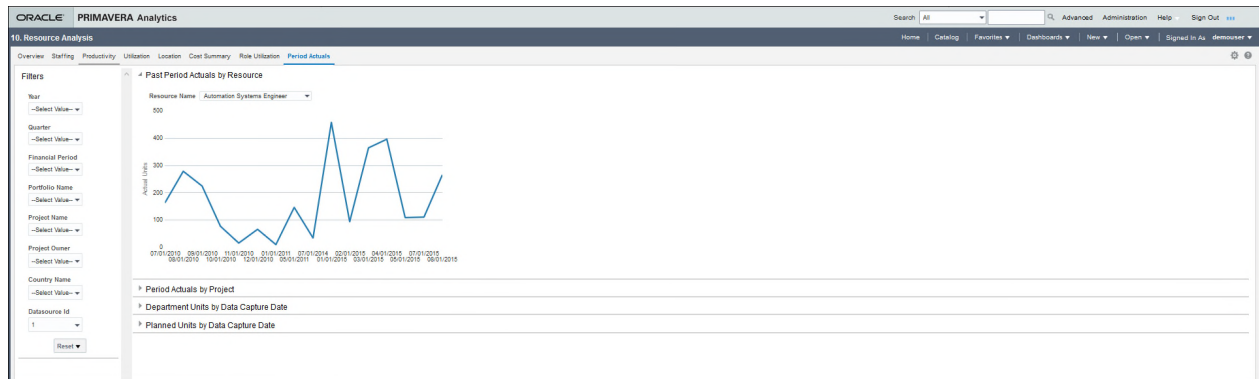 ORACLE PRIMAVERA Analytics
Search All Advanced Administration Help Sign Out
10. Resource Analysis
Home Catalog Favorites Dashboards New Open Signed In As demouser
Overview Staffing Productivity Utilization Location Cost Summary Role Utilization Period Actuals
Filters
Year
--Select Value--
Quarter
--Select Value--
Financial Period
--Select Value--
Portfolio Name
--Select Value--
Project Name
--Select Value--
Project Owner
--Select Value--
Country Name
--Select Value--
Datasource Id
1
Reset
Past Period Actuals by Resource
Resource Name Automation Systems Engineer
500
400
300
200
100
0
Actual Units
07/01/2010 09/01/2010 11/01/2010 01/01/2011 07/01/2014 02/01/2015 04/01/2015 07/01/2015
08/01/2010 10/01/2010 12/01/2010 05/01/2011 01/01/2015 03/01/2015 05/01/2015 08/01/2015
Period Actuals by Project
Department Units by Data Capture Date
Planned Units by Data Capture Date